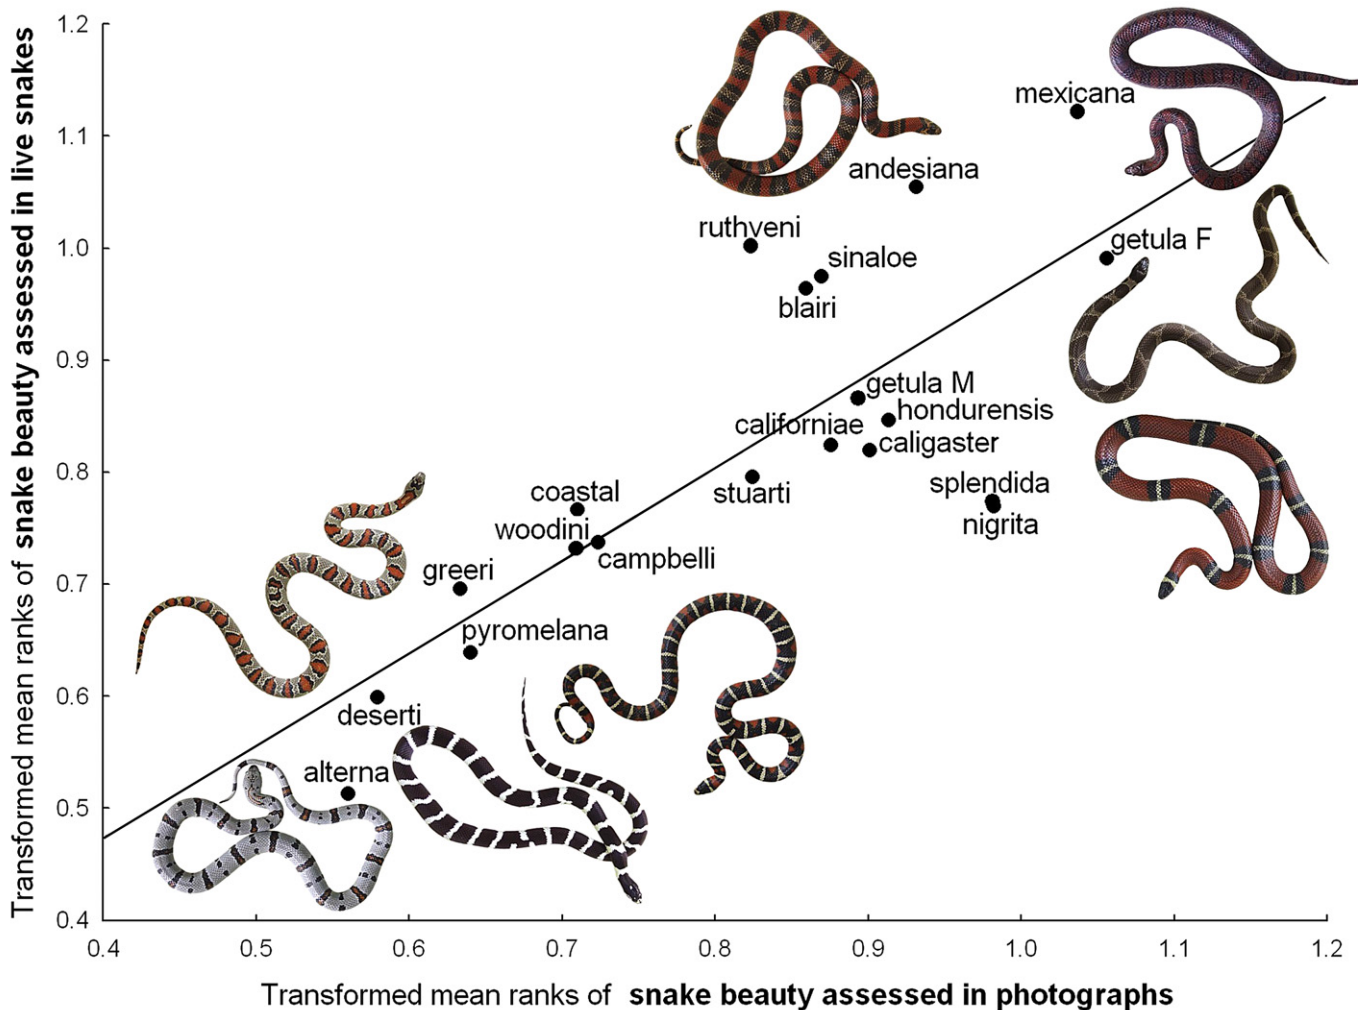 Transformed mean ranks of snake beauty assessed in live snakes
1.2
1.1
1.0
0.9
0.8
0.7
0.6
0.5
0.4
mexicana
andesiana
ruthveni
sinaloe
getula F
blairi
getula M
hondurensis
californiae
caligaster
stuarti
splendida
nigrita
coastal
woodini
campbelli
greeri
pyromelana
deserti
alterna
0.4 0.5 0.6 0.7 0.8 0.9 1.0 1.1 1.2
Transformed mean ranks of snake beauty assessed in photographs